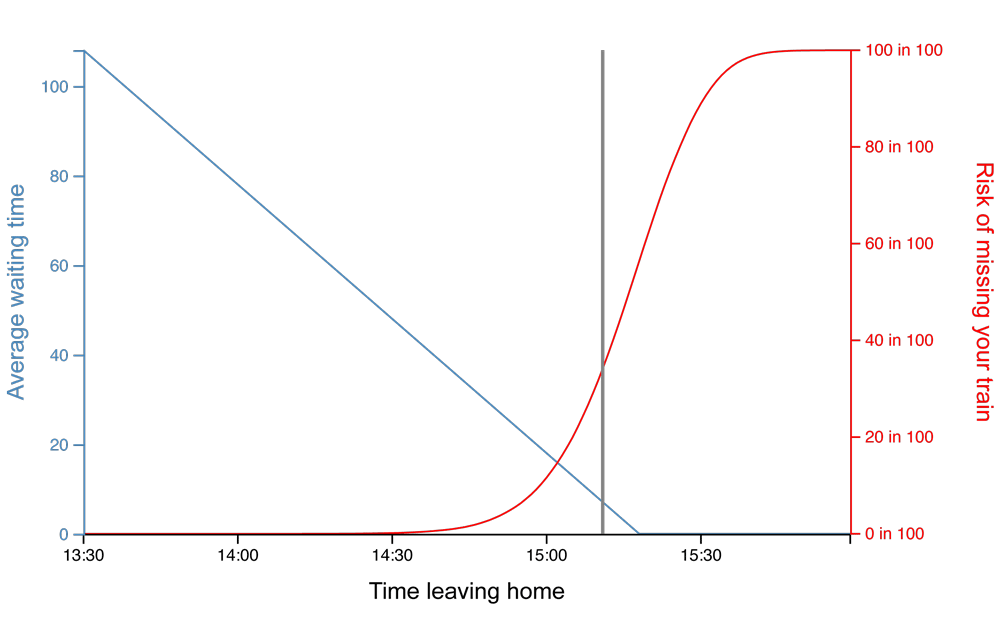 Average waiting time
100
80
60
40
20
0
100 in 100
80 in 100
60 in 100
40 in 100
20 in 100
0 in 100
Risk of missing your train
13:30
14:00
14:30
15:00
15:30
Time leaving home